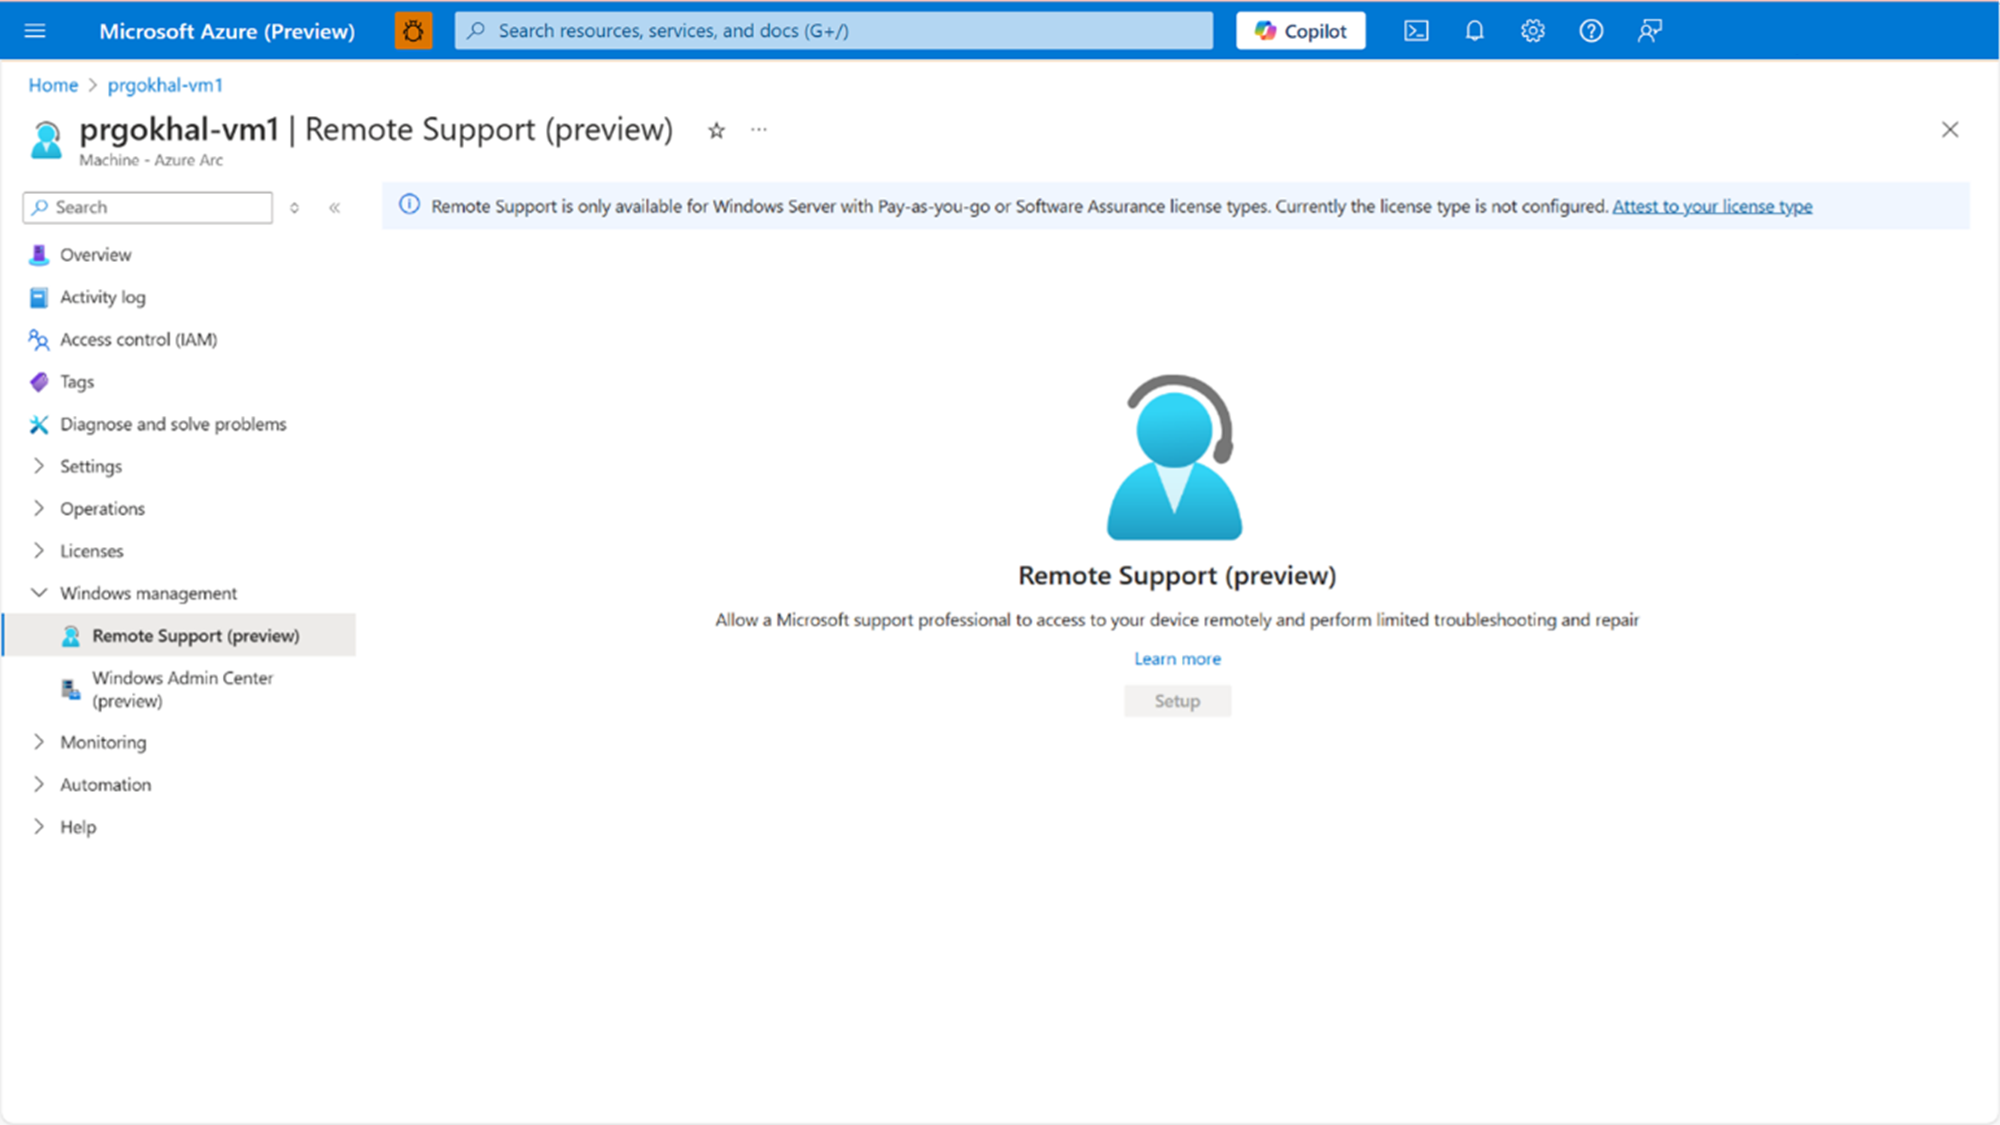 Microsoft Azure (Preview)
Search resources, services, and docs (G+/)
Copilot
Home > prgokhal-vm1
prgokhal-vm1 | Remote Support (preview)
Machine - Azure Arc
Search
Remote Support is only available for Windows Server with Pay-as-you-go or Software Assurance license types. Currently the license type is not configured. Attest to your license type
Overview
Activity log
Access control (IAM)
Tags
Diagnose and solve problems
Settings
Operations
Licenses
Windows management
Remote Support (preview)
Windows Admin Center
(preview)
Monitoring
Automation
Help
Remote Support (preview)
Allow a Microsoft support professional to access to your device remotely and perform limited troubleshooting and repair
Learn more
Setup